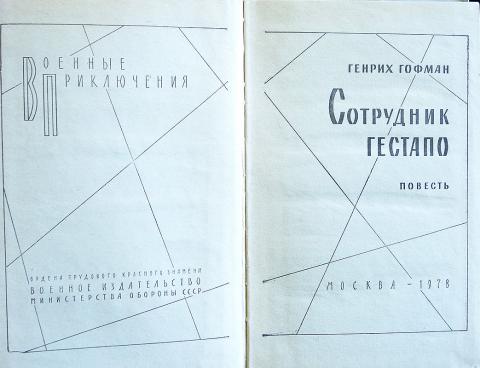 Военные
Приключения
ОРДЕНА ТРУДОВОГО КРАСНОГО ЗНАМЕНИ
ВОЕННОЕ ИЗДАТЕЛЬСТВО
МИНИСТЕРСТВА ОБОРОНЫ СССР
ГЕНРИХ ГОФМАН
СОТРУДНИК
ГЕСТАПО
ПОВЕСТЬ
МОСКВА – 1978